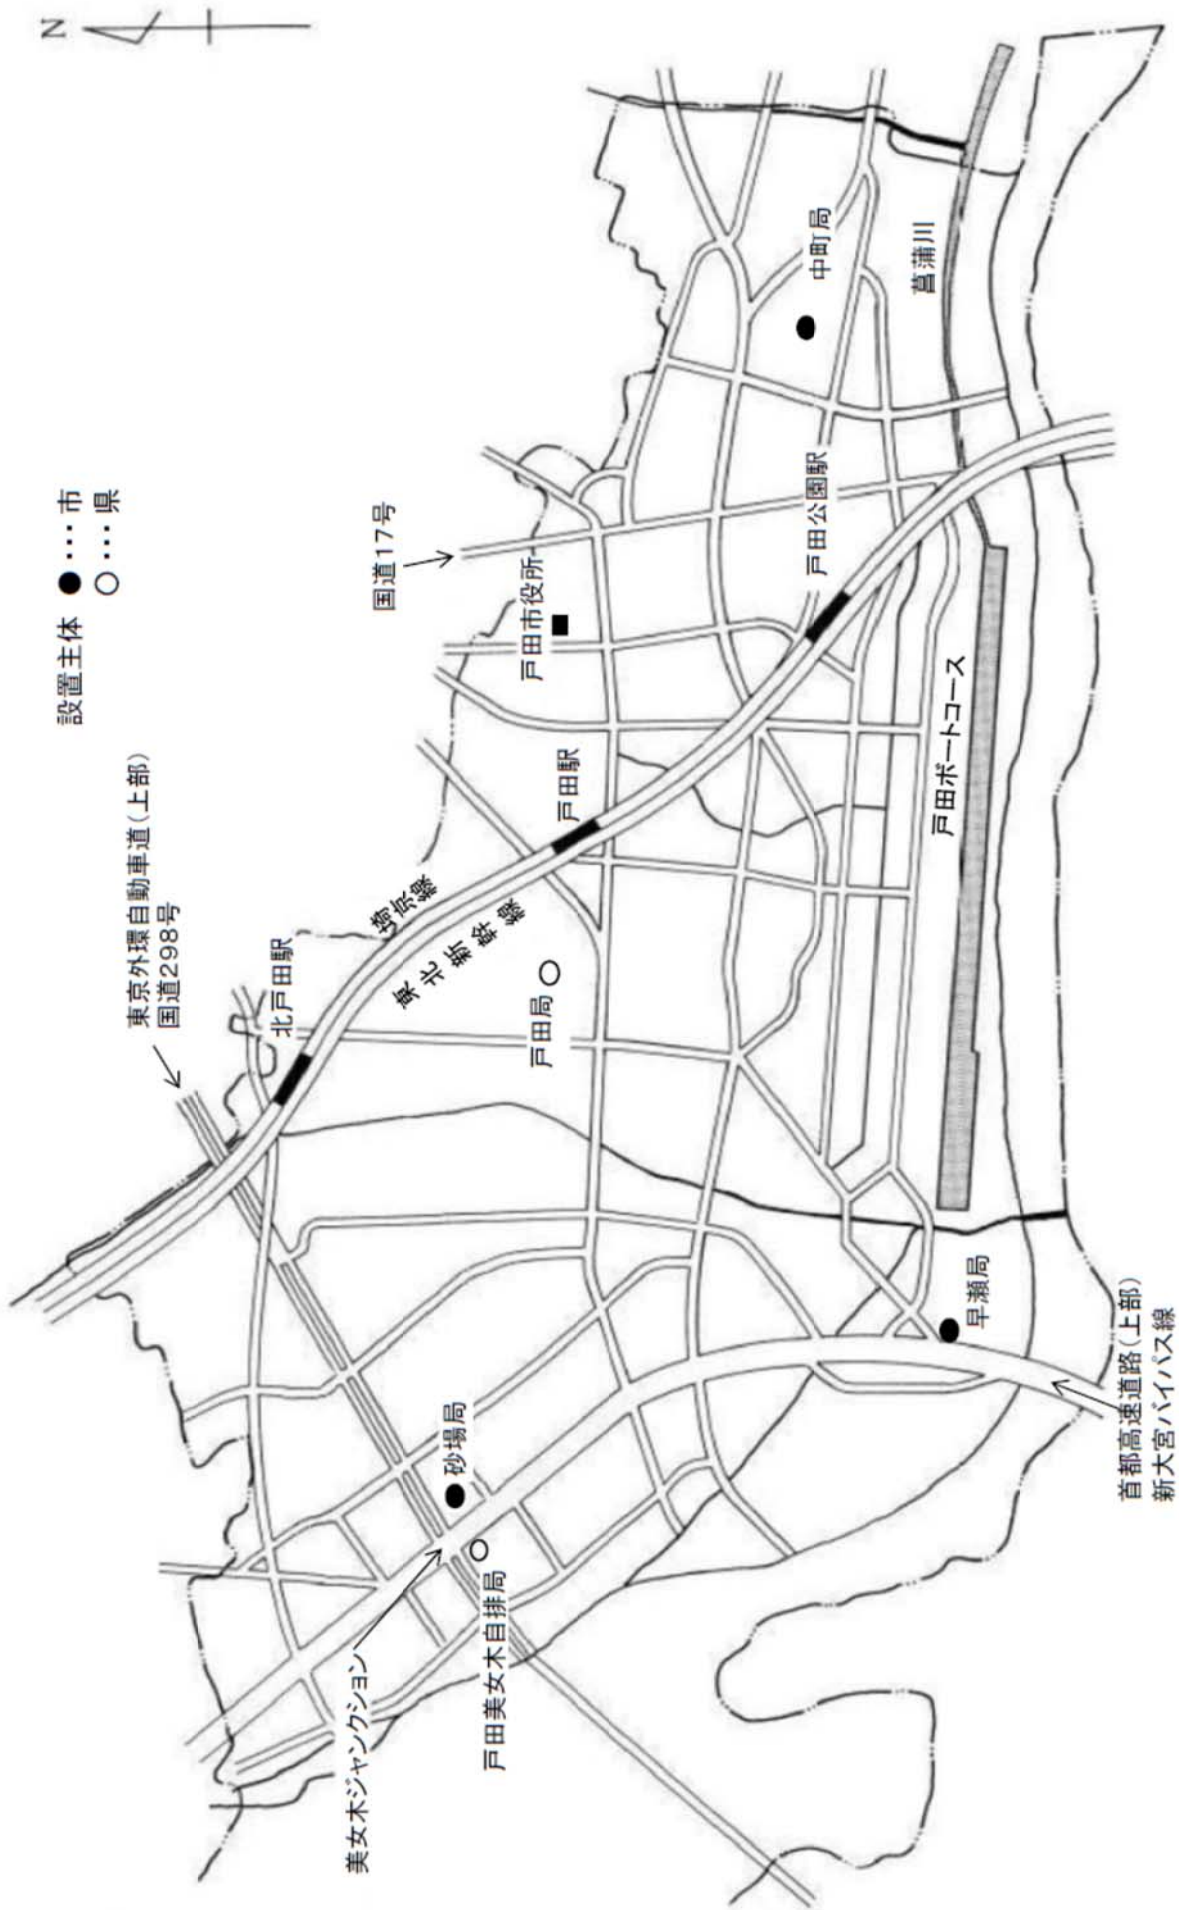 N
設置主体 ●・・・市
○・・・県
東京外環自動車道(上部)
国道298号
国道17号
北戸田駅
埼京線
東北新幹線
戸田駅
戸田市役所
戸田公園駅
中町局
菖蒲川
戸田局
戸田ボートコース
砂場局
早瀬局
美女木ジャンクション
戸田美女木自排局
首都高速道路(上部)
新大宮バイパス線